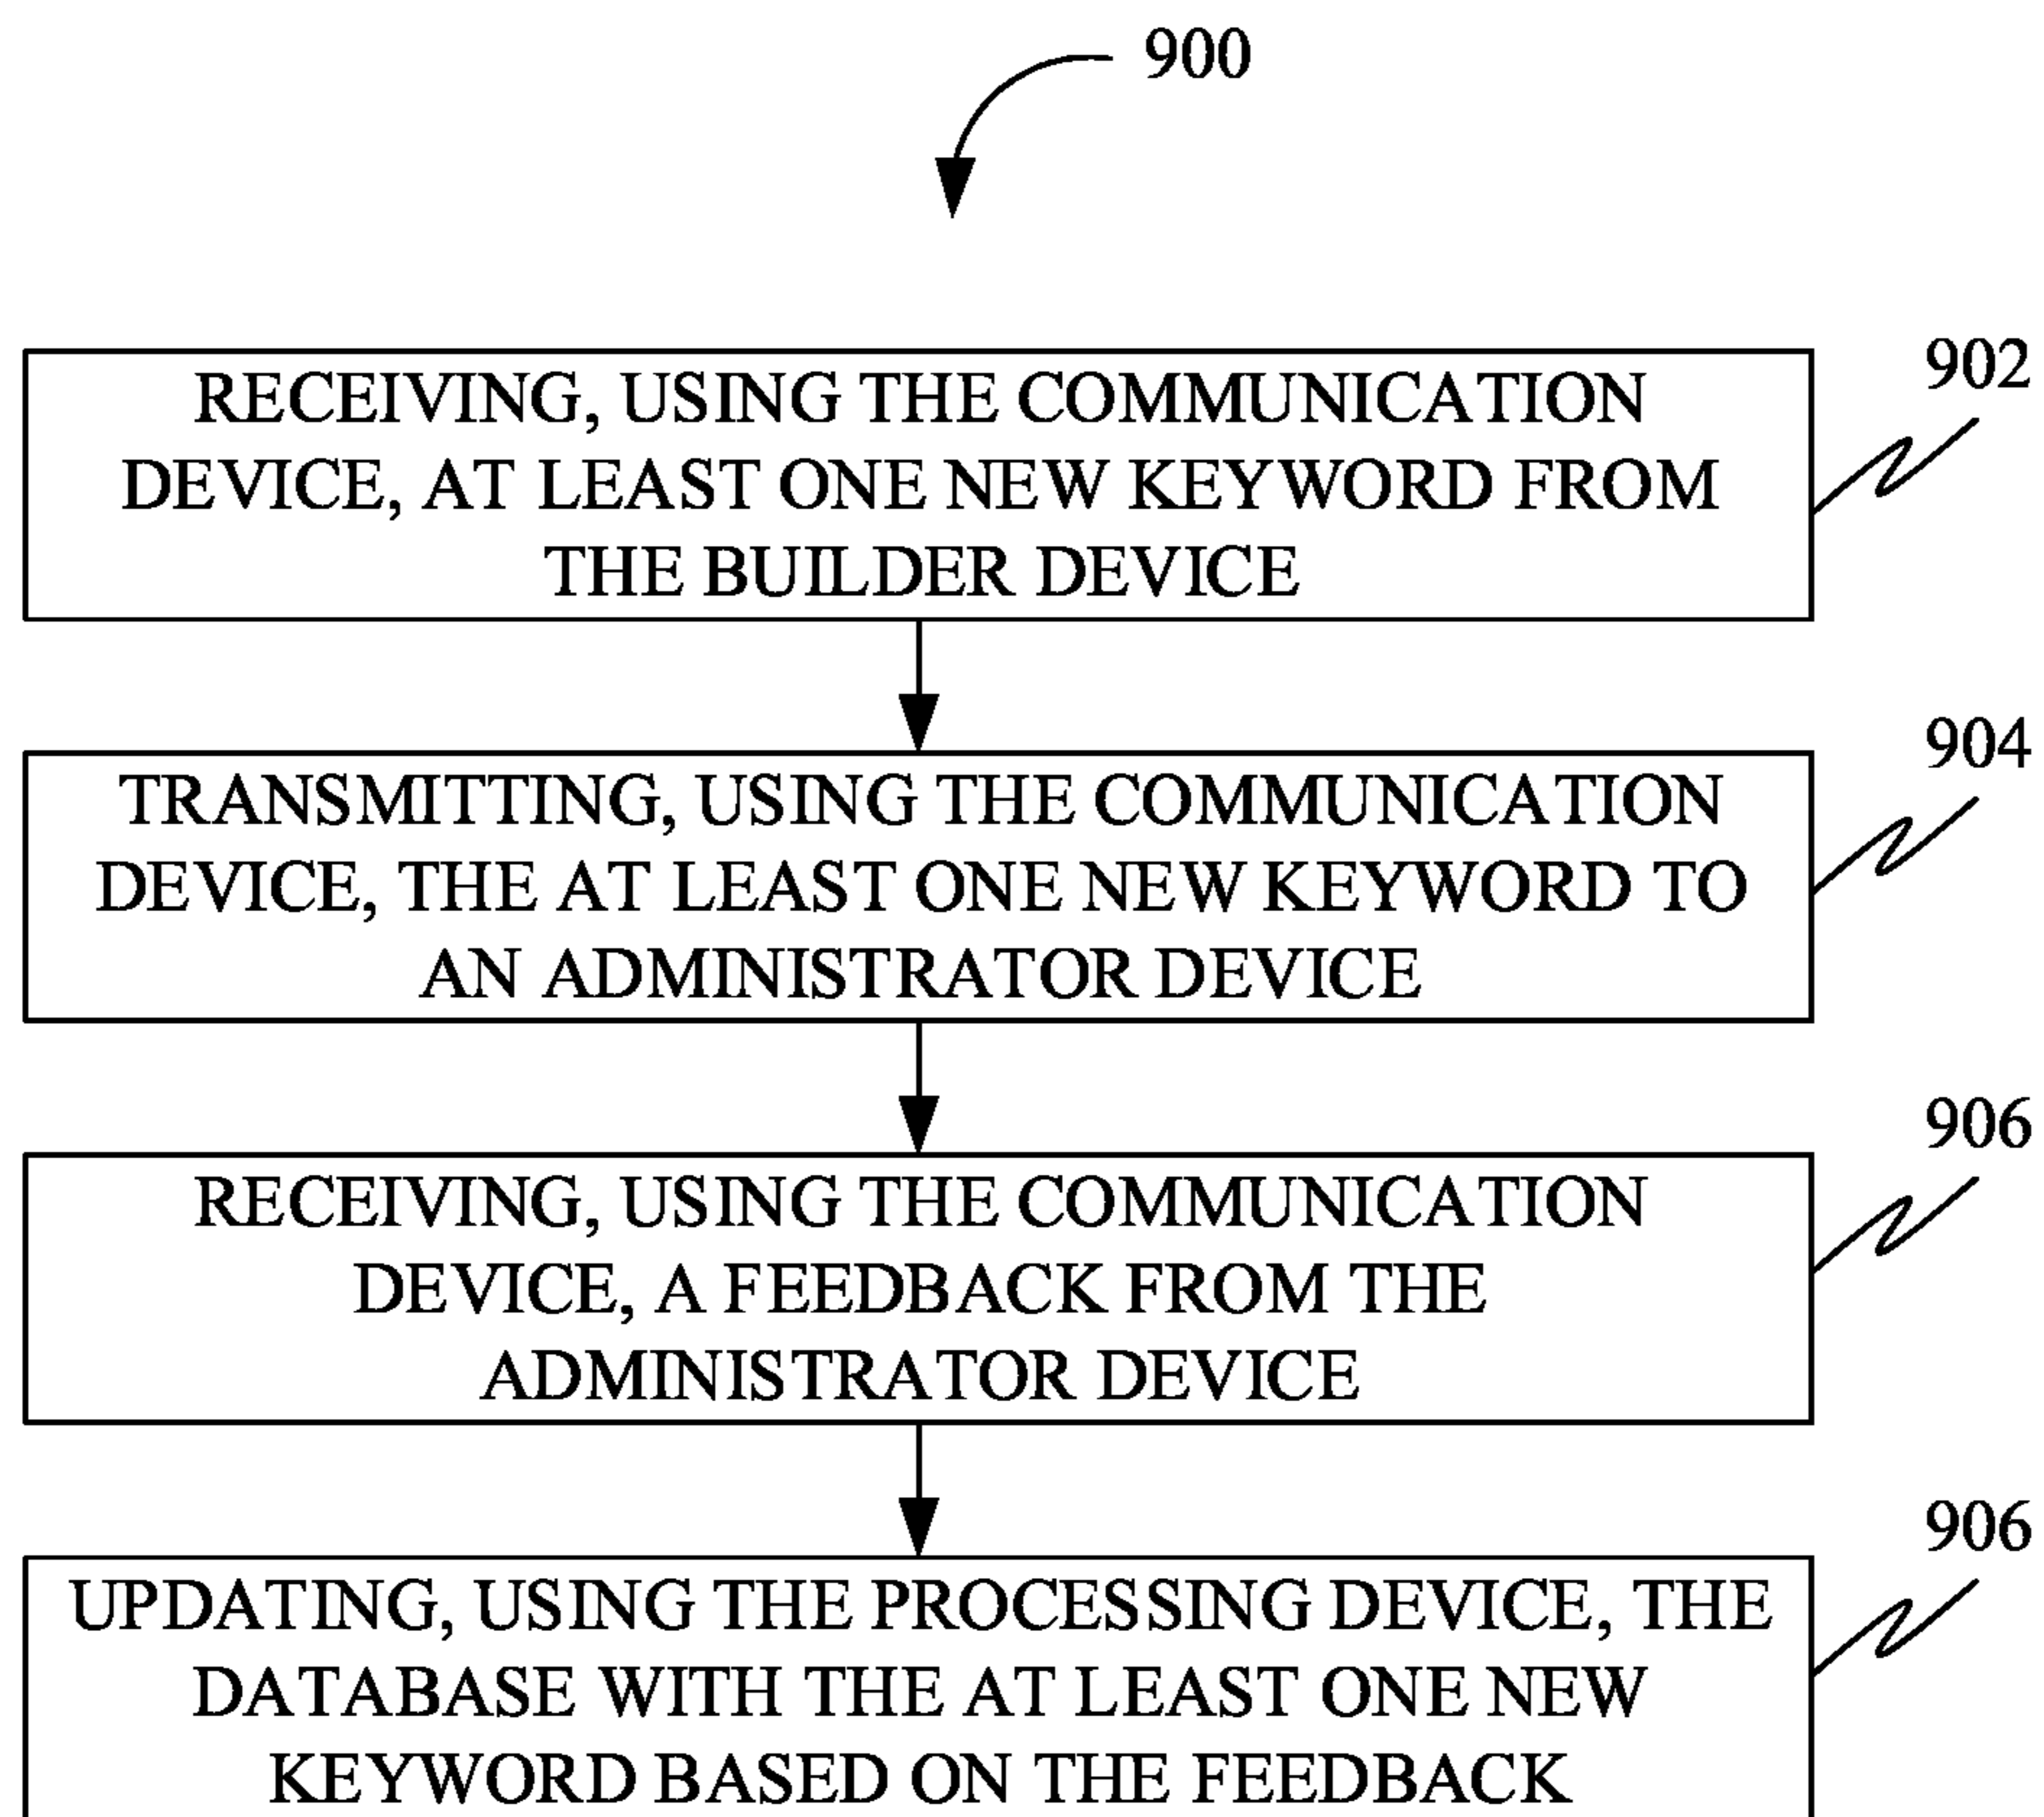 900
902
RECEIVING, USING THE COMMUNICATION
DEVICE, AT LEAST ONE NEW KEYWORD FROM
THE BUILDER DEVICE
904
TRANSMITTING, USING THE COMMUNICATION
DEVICE, THE AT LEAST ONE NEW KEYWORD TO
AN ADMINISTRATOR DEVICE
906
RECEIVING, USING THE COMMUNICATION
DEVICE, A FEEDBACK FROM THE
ADMINISTRATOR DEVICE
906
UPDATING, USING THE PROCESSING DEVICE, THE
DATABASE WITH THE AT LEAST ONE NEW
KEYWORD BASED ON THE FEEDBACK